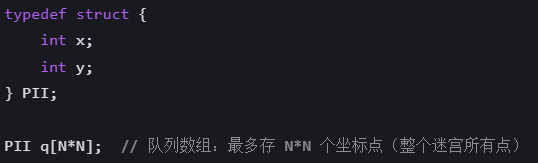 typedef struct {
    int x;
    int y;
} PII;

PII q[N*N];  // 队列数组：最多存 N*N 个坐标点（整个迷宫所有点）